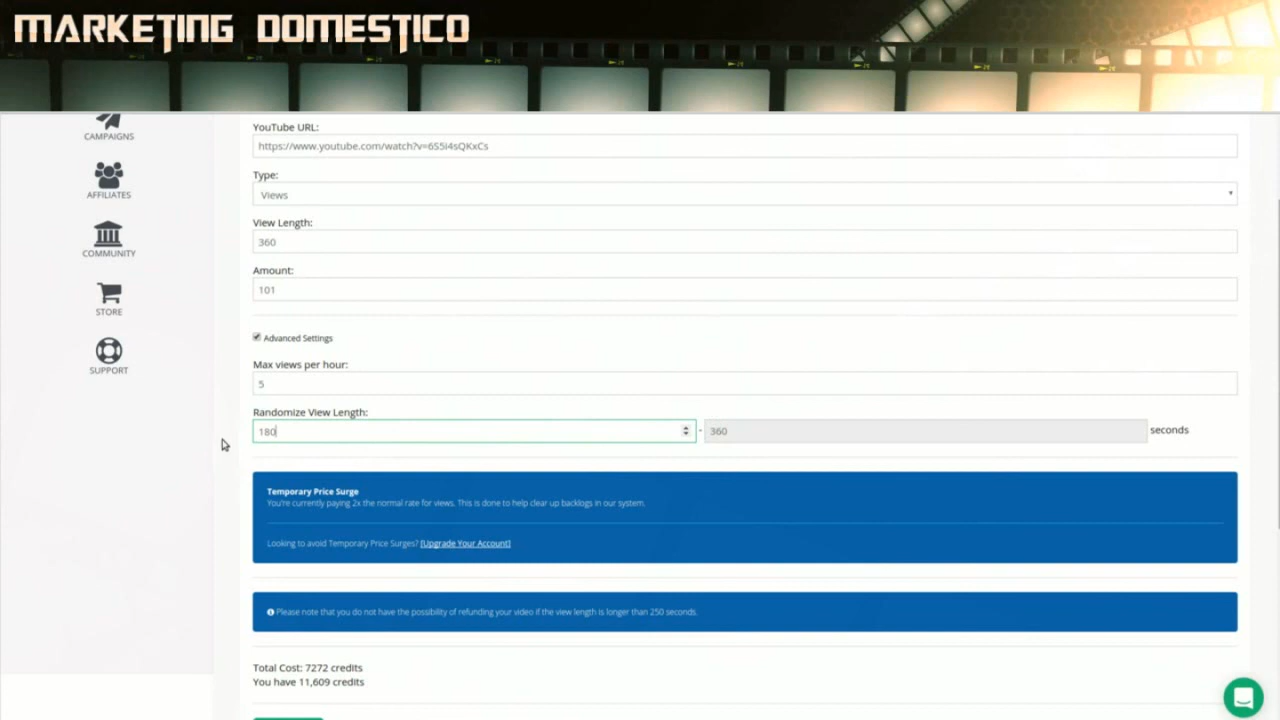 MARKETING DOMESTICO
CAMPAIGNS
AFFILIATES
COMMUNITY
STORE
SUPPORT
YouTube URL:
https://www.youtube.com/watch?v=6S5i4sQKxCs
Type:
Views
View Length:
360
Amount:
101
Advanced Settings
Max views per hour:
5
Randomize View Length:
180 - 360 seconds
Temporary Price Surge
You're currently paying 2x the normal rate for views. This is done to help clear up backlogs in our system.
Looking to avoid Temporary Price Surges? [Upgrade Your Account]
Please note that you do not have the possibility of refunding your video if the view length is longer than 250 seconds.
Total Cost: 7272 credits
You have 11,609 credits